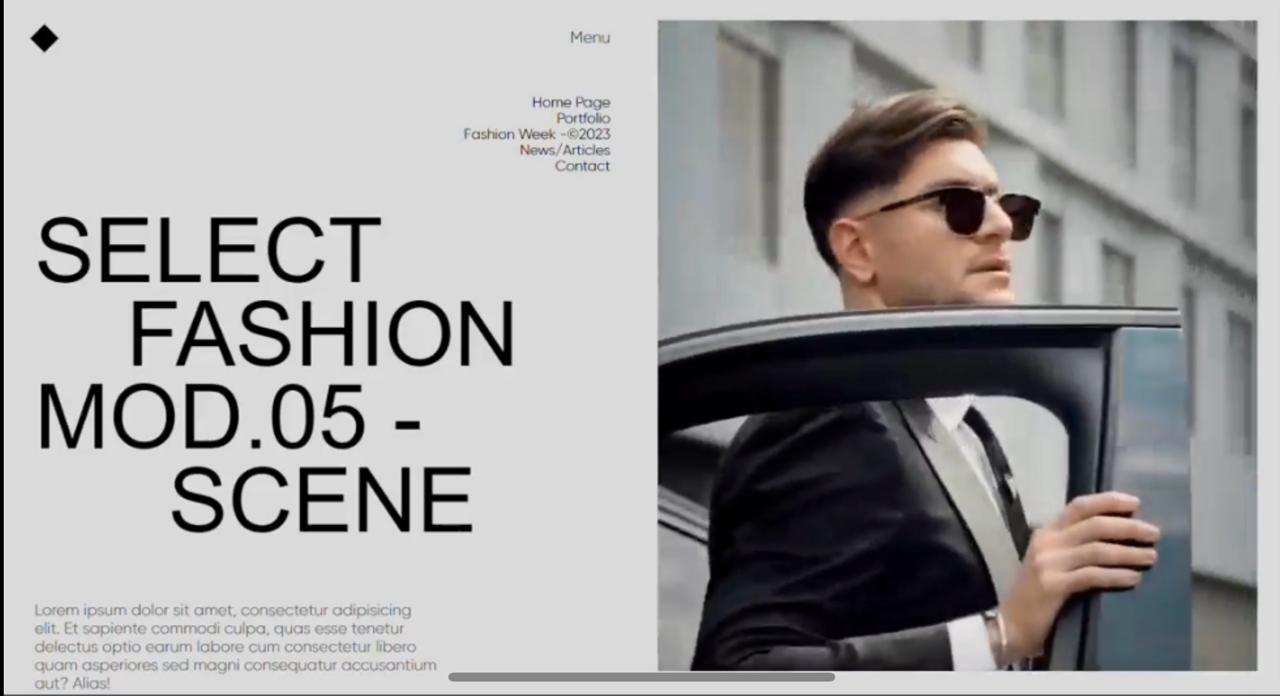 Menu
Home Page
Portfolio
Fashion Week -©2023
News/Articles
Contact
SELECT
FASHION
MOD.05 -
SCENE
Lorem ipsum dolor sit amet, consectetur adipisicing
elit. Et sapiente commodi culpa, quas esse tenetur
delectus optio earum labore cum consectetur libero
quam asperiores sed magni consequatur accusantium
aut? Alias!